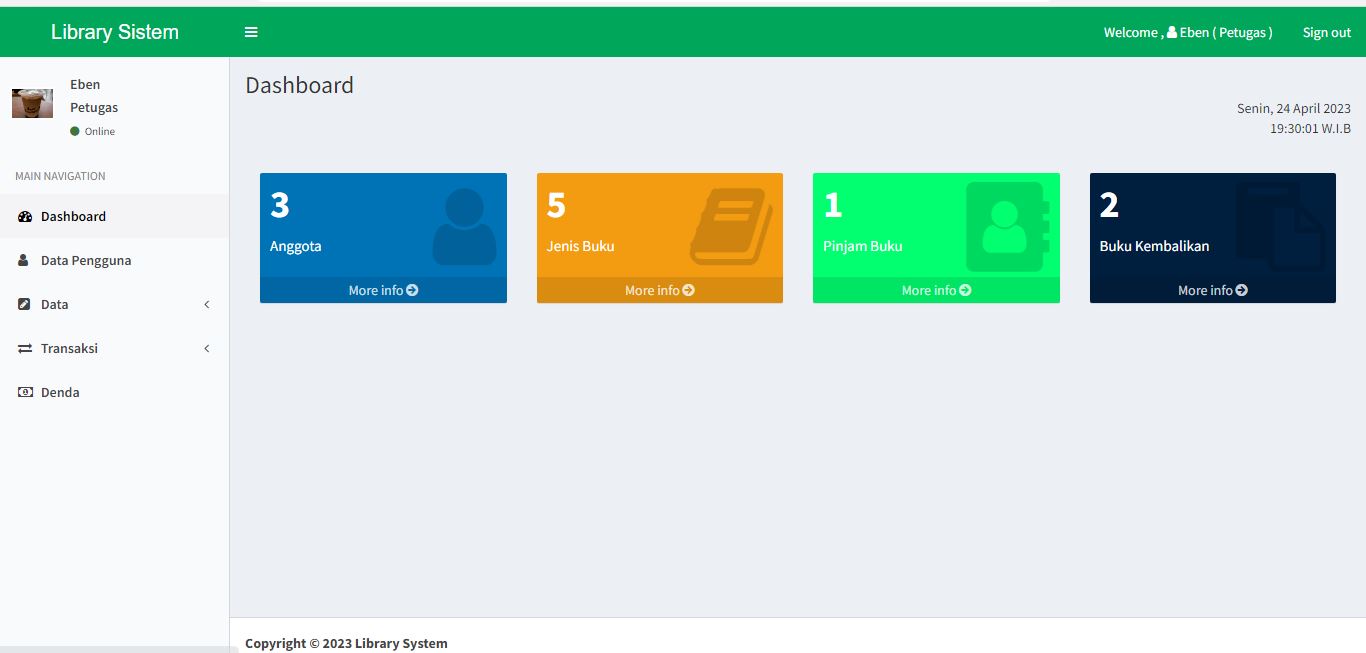 Library Sistem
Welcome , Eben ( Petugas )
Sign out
Eben
Petugas
Online
MAIN NAVIGATION
Dashboard
Data Pengguna
Data
Transaksi
Denda
Dashboard
Senin, 24 April 2023
19:30:01 W.I.B
3
Anggota
More info
5
Jenis Buku
More info
1
Pinjam Buku
More info
2
Buku Kembalikan
More info
Copyright © 2023 Library System